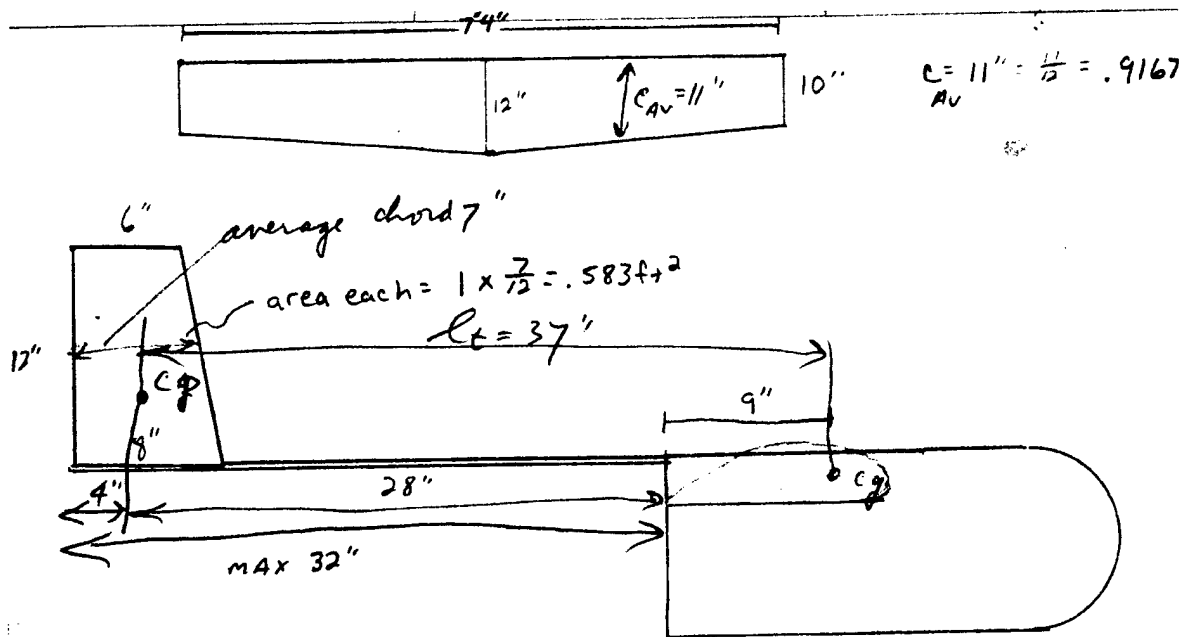 7'4"
12"
C_AV = 11"
10"
C_AV = 11" = 11/12 = .9167
6"
average chord 7"
area each = 1 x 7/12 = .583 ft²
l_t = 37"
12"
cp
9"
8"
cg
4"
28"
MAX 32"